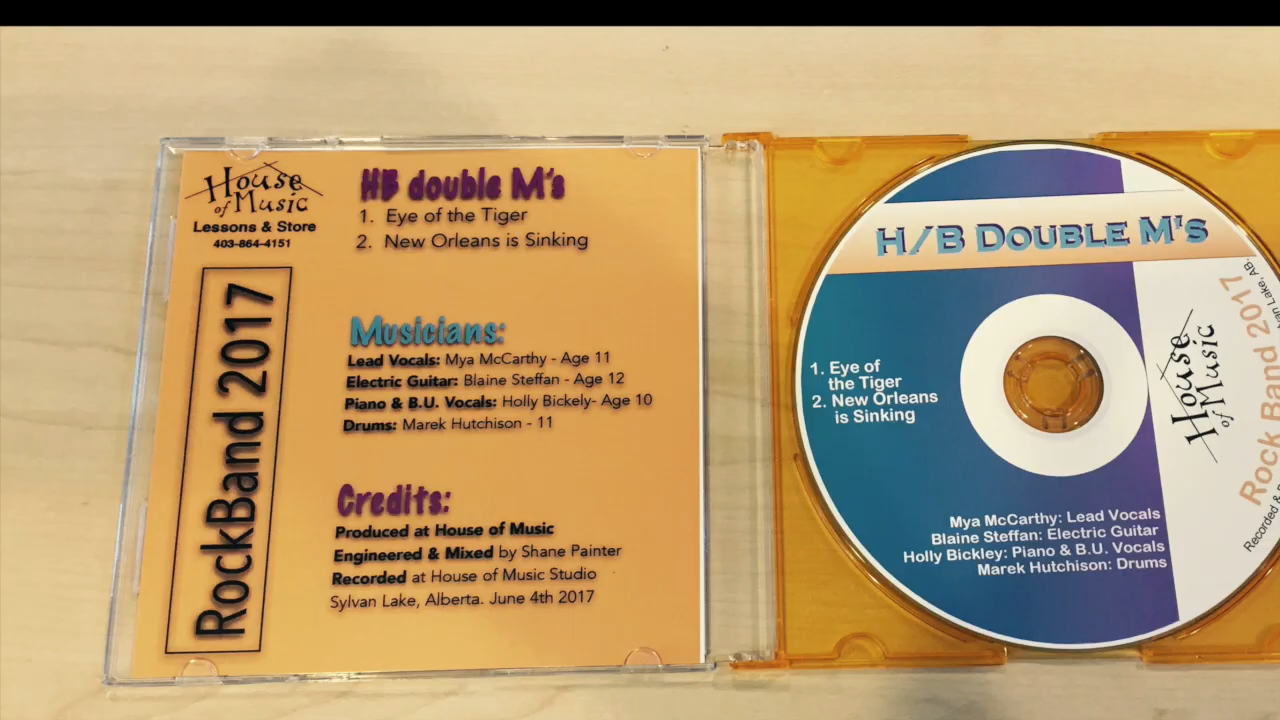 House
of Music
Lessons & Store
403-864-4151
RockBand 2017
HB double M's
1. Eye of the Tiger
2. New Orleans is Sinking
Musicians:
Lead Vocals: Mya McCarthy - Age 11
Electric Guitar: Blaine Steffan - Age 12
Piano & B.U. Vocals: Holly Bickely- Age 10
Drums: Marek Hutchison - 11
Credits:
Produced at House of Music
Engineered & Mixed by Shane Painter
Recorded at House of Music Studio
Sylvan Lake, Alberta. June 4th 2017
H/B Double M's
1. Eye of
the Tiger
2. New Orleans
is Sinking
House
of Music
Rock Band 2017
Recorded &
Lake, AB.
Mya McCarthy: Lead Vocals
Blaine Steffan: Electric Guitar
Holly Bickley: Piano & B.U. Vocals
Marek Hutchison: Drums